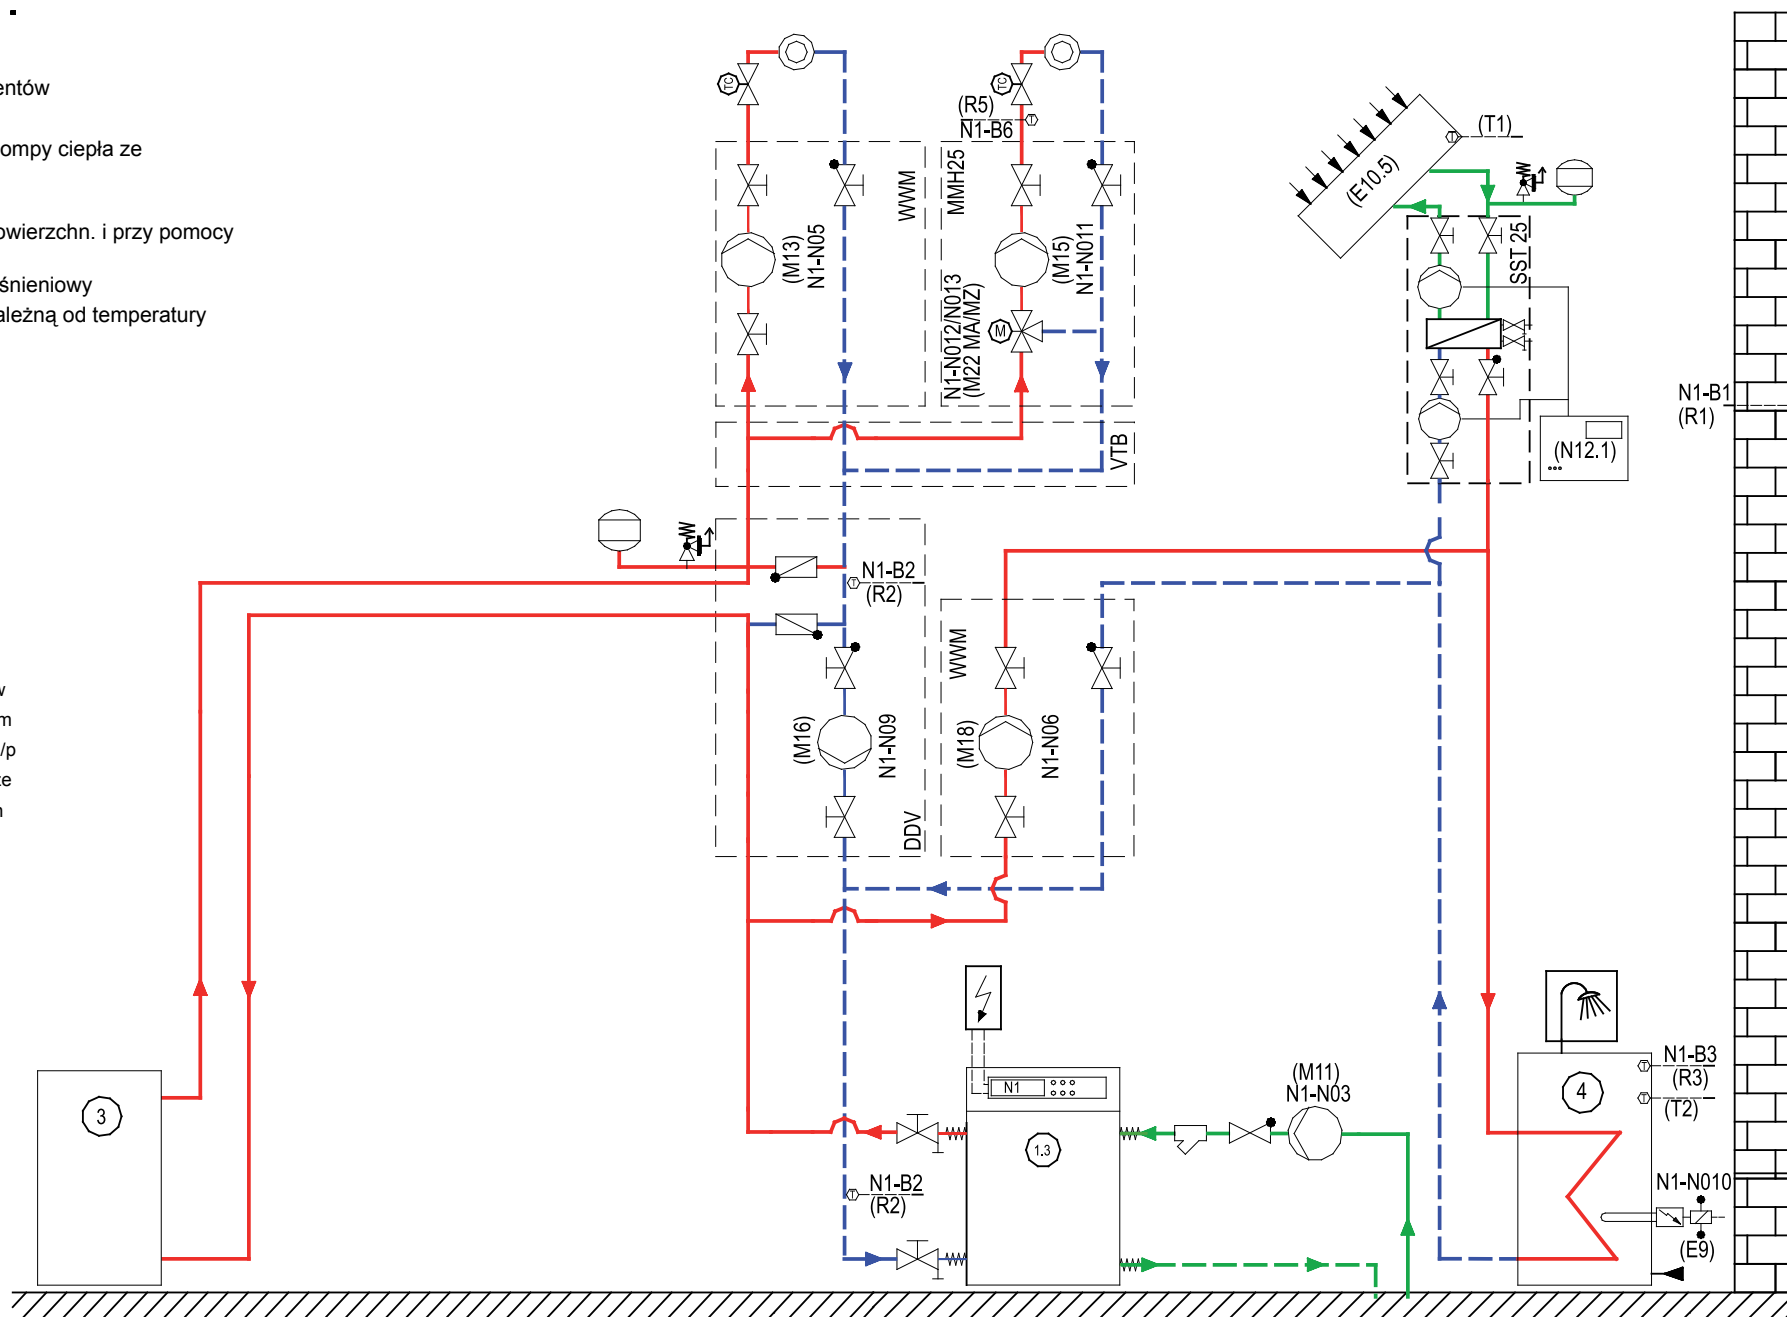 entów
ompy ciepła ze
owierzchn. i przy pomocy
śnieniowy
ależną od temperatury
w
m
/p
że
n
TC
TC
(R5)
N1-B6
(T1)
(E10.5)
WWM
MMH25
(M13)
N1-N05
(M15)
N1-N011
N1-N012/N013
(M22 MA/MZ)
M
SST 25
N1-B1
(R1)
(N12.1)
VTB
N1-B2
(R2)
WWM
(M16)
N1-N09
(M18)
N1-N06
DDV
3
N1
1.3
(M11)
N1-N03
N1-B2
(R2)
4
N1-B3
(R3)
(T2)
N1-N010
(E9)